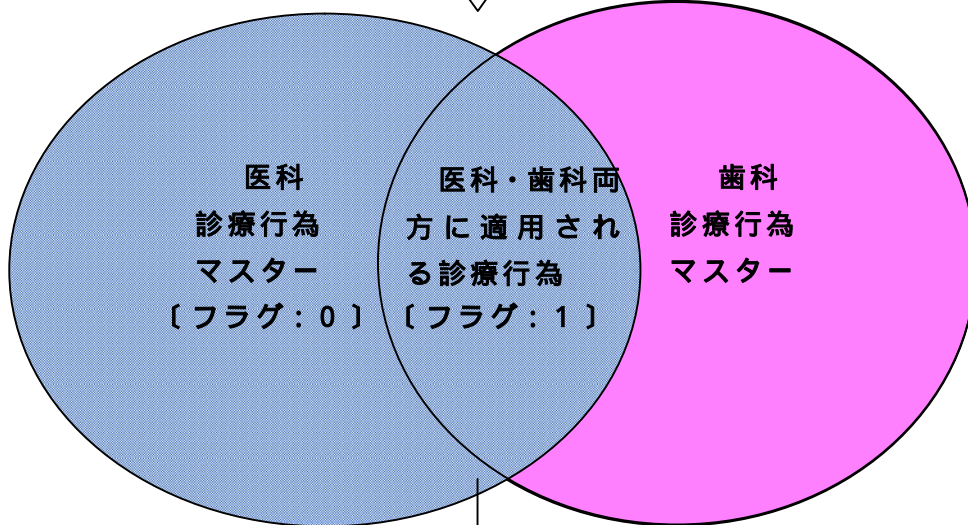 医科
診療行為
マスター
〔フラグ：0〕
医科・歯科両
方に適用され
る診療行為
〔フラグ：1〕
歯科
診療行為
マスター